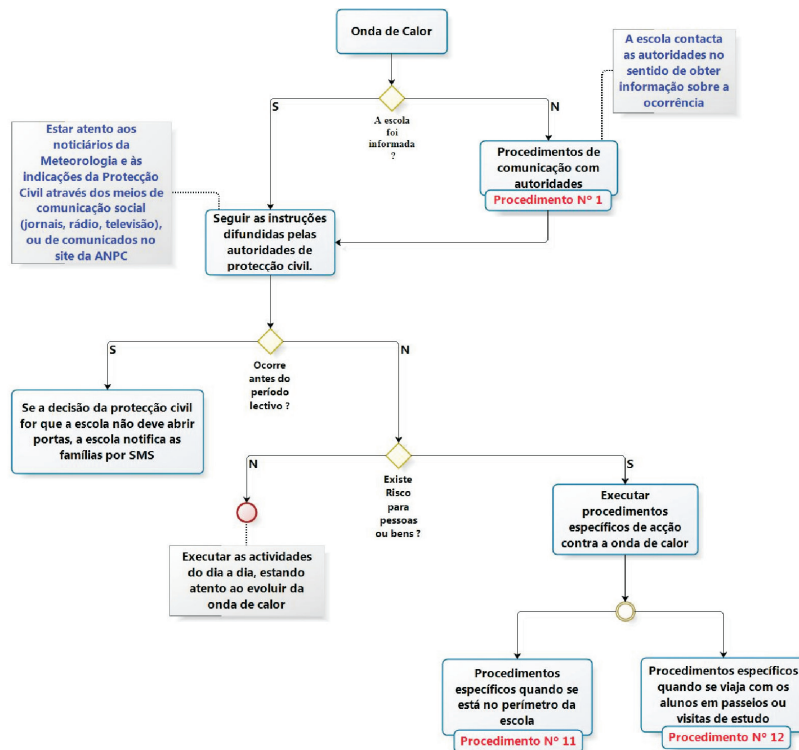 Onda de Calor
A escola contacta
as autoridades no
sentido de obter
informação sobre a
ocorrência
S
N
A escola
foi
informada
?
Estar atento aos
noticiários da
Meteorologia e às
indicações da Protecção
Civil através dos meios de
comunicação social
(jornais, rádio, televisão),
ou de comunicados no
site da ANPC
Procedimentos de
comunicação com
autoridades
Procedimento Nº 1
Seguir as instruções
difundidas pelas
autoridades de
protecção civil.
S
N
Ocorre
antes do
período
lectivo ?
Se a decisão da protecção civil
for que a escola não deve abrir
portas, a escola notifica as
famílias por SMS
N
S
Existe
Risco
para
pessoas
ou bens ?
Executar
procedimentos
específicos de acção
contra a onda de calor
Executar as actividades
do dia a dia, estando
atento ao evoluir da
onda de calor
Procedimentos
específicos quando se
está no perímetro da
escola
Procedimento Nº 11
Procedimentos específicos
quando se viaja com os
alunos em passeios ou
visitas de estudo
Procedimento Nº 12